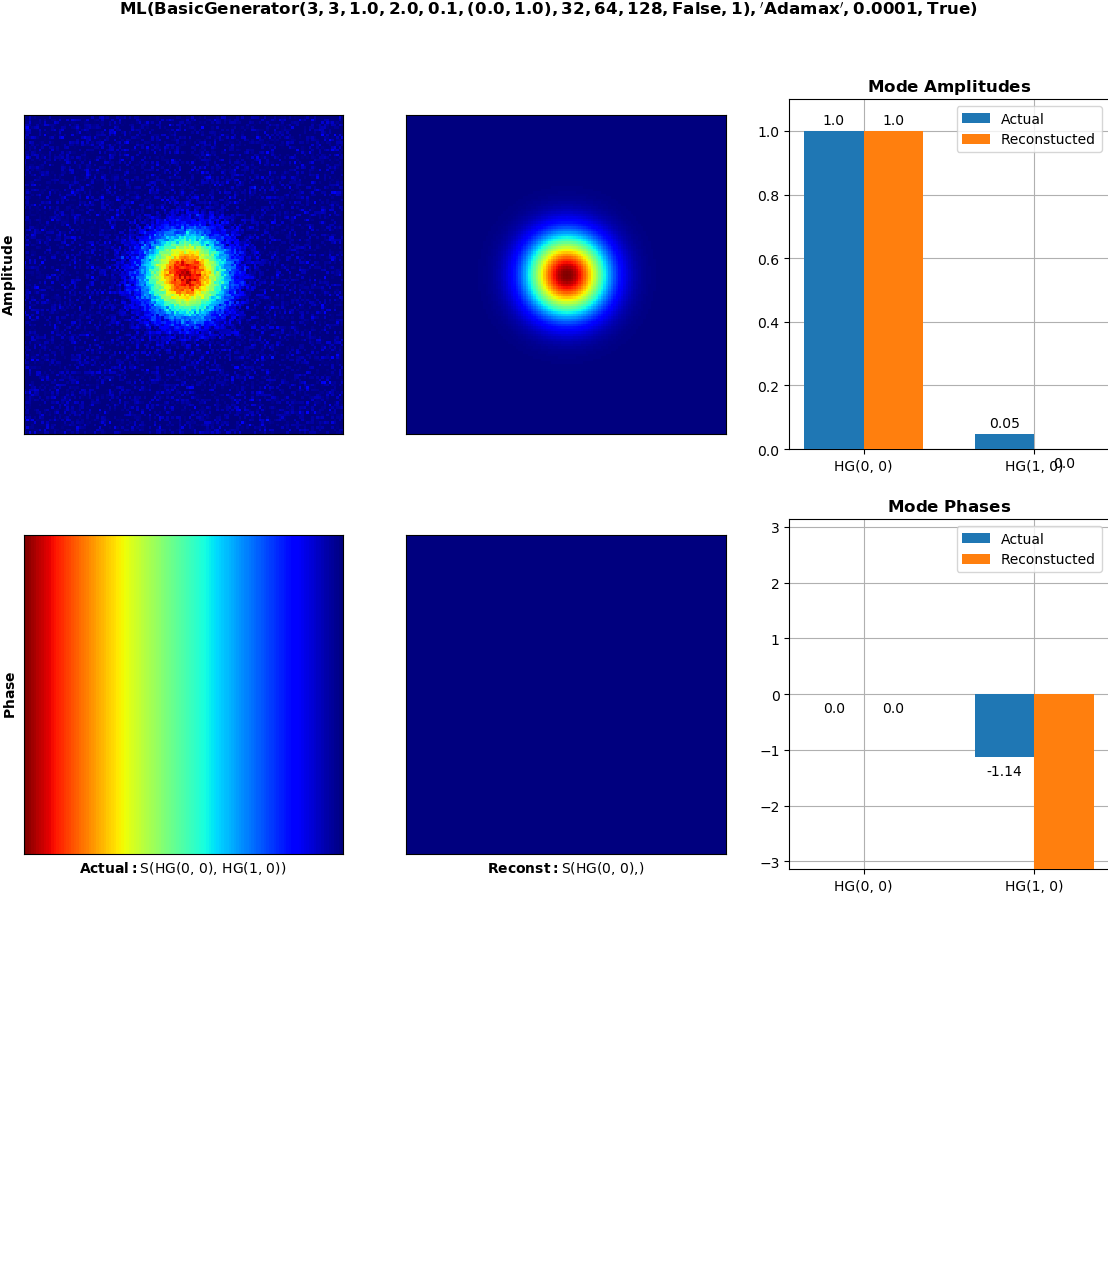 ML(BasicGenerator(3, 3, 1.0, 2.0, 0.1, (0.0, 1.0), 32, 64, 128, False, 1), ′Adamax′, 0.0001, True)
Amplitude
Mode Amplitudes
Actual
Reconstucted
1.0
1.0
0.05
0.0
1.0
0.8
0.6
0.4
0.2
0.0
HG(0, 0)
HG(1, 0)
Phase
Actual: S(HG(0, 0), HG(1, 0))
Reconst: S(HG(0, 0),)
Mode Phases
Actual
Reconstucted
3
2
1
0
−1
−2
−3
0.0
0.0
-1.14
HG(0, 0)
HG(1, 0)